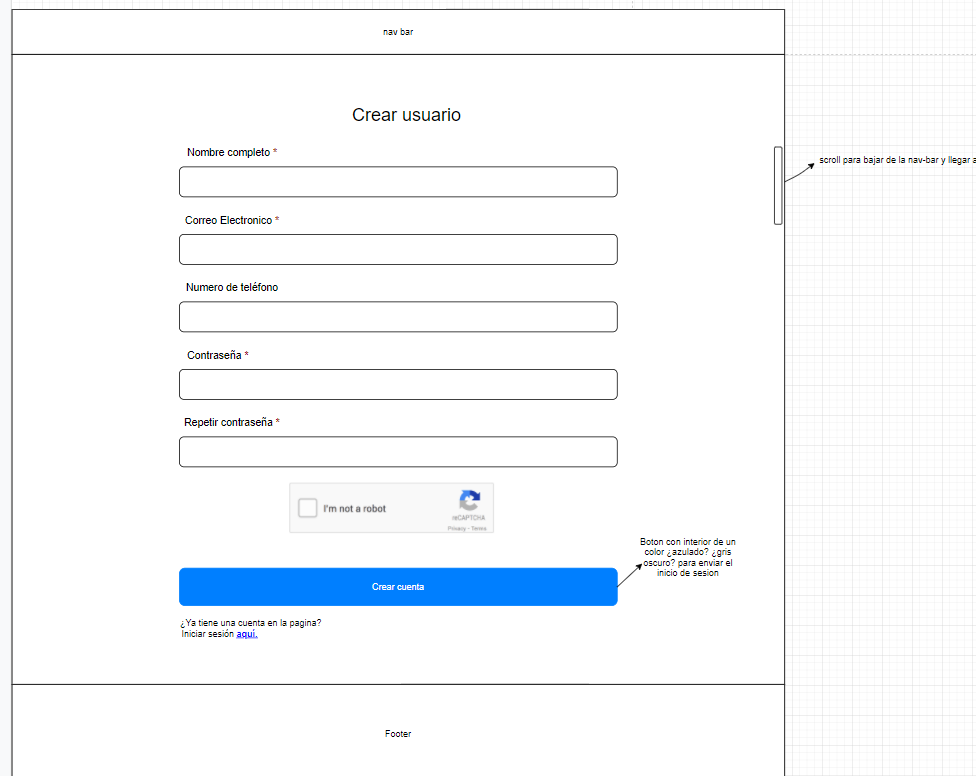 nav bar
Crear usuario
Nombre completo *
scroll para bajar de la nav-bar y llegar a
Correo Electronico *
Numero de teléfono
Contraseña *
Repetir contraseña *
I'm not a robot
reCAPTCHA
Privacy - Terms
Boton con interior de un
color ¿azulado? ¿gris
oscuro? para enviar el
inicio de sesion
Crear cuenta
¿Ya tiene una cuenta en la pagina?
Iniciar sesión aquí.
Footer